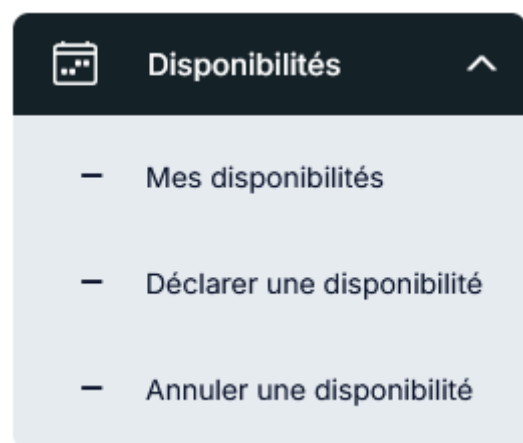 Disponibilités
Mes disponibilités
Déclarer une disponibilité
Annuler une disponibilité